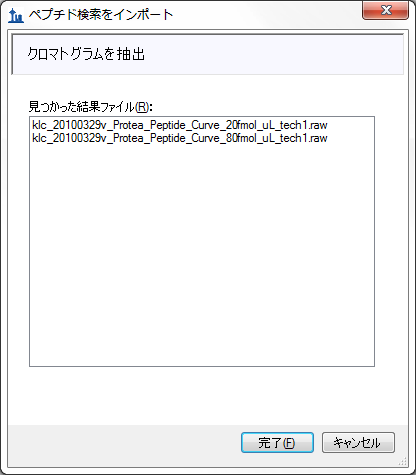 ペプチド検索をインポート
クロマトグラムを抽出
見つかった結果ファイル(R):
klc_20100329v_Protea_Peptide_Curve_20fmol_uL_tech1.raw
klc_20100329v_Protea_Peptide_Curve_80fmol_uL_tech1.raw
完了(F) キャンセル